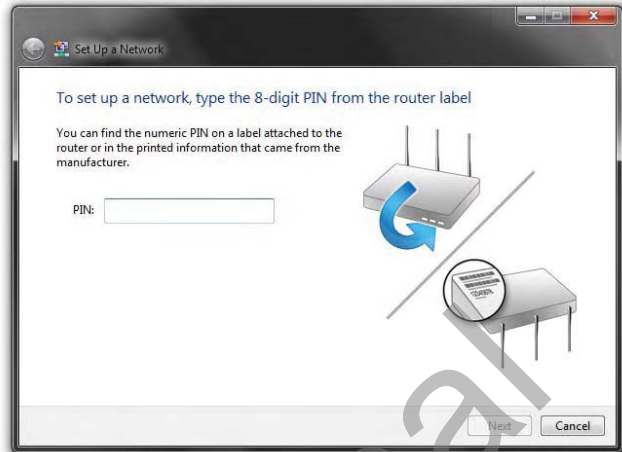 Set Up a Network
To set up a network, type the 8-digit PIN from the router label
You can find the numeric PIN on a label attached to the
router or in the printed information that came from the
manufacturer.
PIN:
12345678
Next
Cancel
al